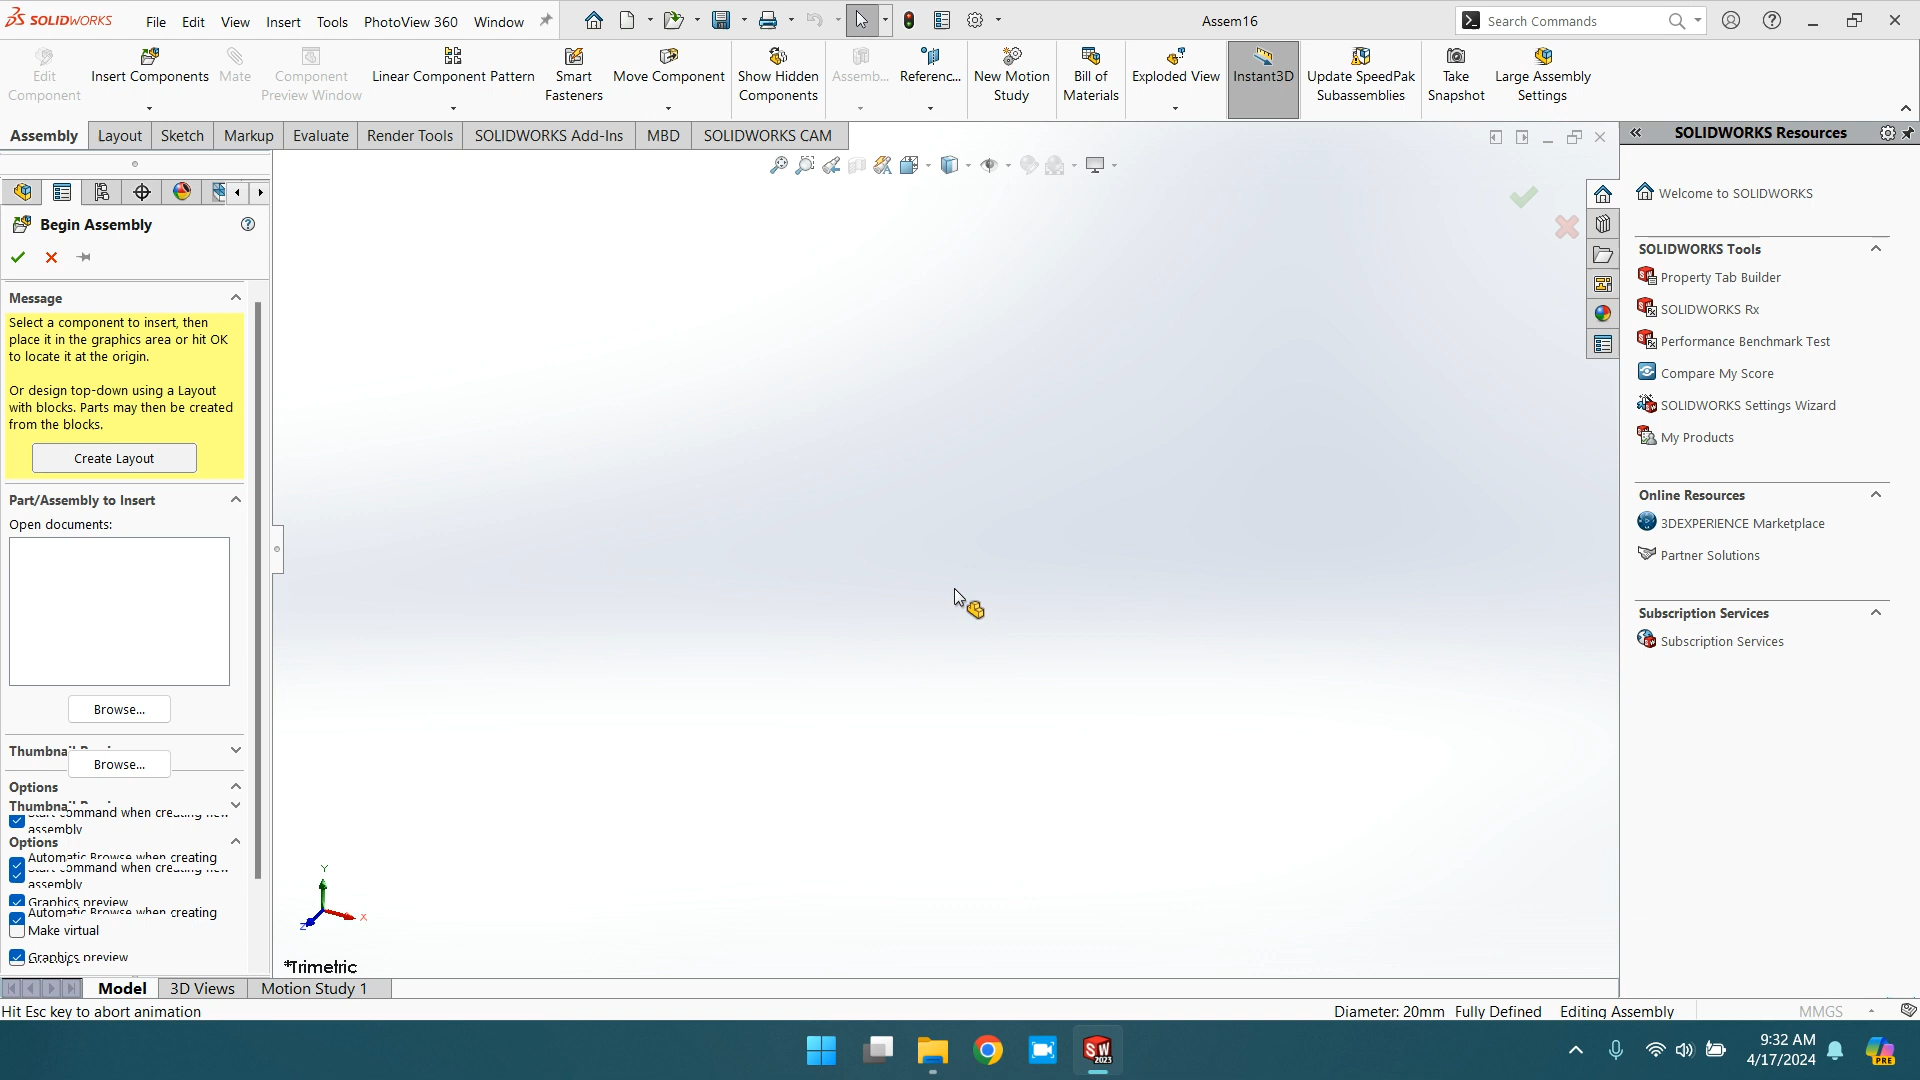 SOLIDWORKS
File Edit View Insert Tools PhotoView 360 Window
Assem16
Search Commands
Edit Component
Insert Components
Mate
Component Preview Window
Linear Component Pattern
Smart Fasteners
Move Component
Show Hidden Components
Assemb...
Referenc...
New Motion Study
Bill of Materials
Exploded View
Instant3D
Update SpeedPak Subassemblies
Take Snapshot
Large Assembly Settings
Assembly Layout Sketch Markup Evaluate Render Tools SOLIDWORKS Add-Ins MBD SOLIDWORKS CAM
Begin Assembly
Message
Select a component to insert, then
place it in the graphics area or hit OK
to locate it at the origin.
Or design top-down using a Layout
with blocks. Parts may then be created
from the blocks.
Create Layout
Part/Assembly to Insert
Open documents:
Browse...
Browse...
Options
assembly
Options
Automatic Browse when creating
Start command when creating new
assembly
Graphics preview
Automatic Browse when creating
Make virtual
Graphics preview
Y
X
Z
*Trimetric
Model 3D Views Motion Study 1
Hit Esc key to abort animation
Diameter: 20mm Fully Defined Editing Assembly MMGS
SOLIDWORKS Resources
Welcome to SOLIDWORKS
SOLIDWORKS Tools
Property Tab Builder
SOLIDWORKS Rx
Performance Benchmark Test
Compare My Score
SOLIDWORKS Settings Wizard
My Products
Online Resources
3DEXPERIENCE Marketplace
Partner Solutions
Subscription Services
Subscription Services
SW
2023
9:32 AM
4/17/2024
PRE